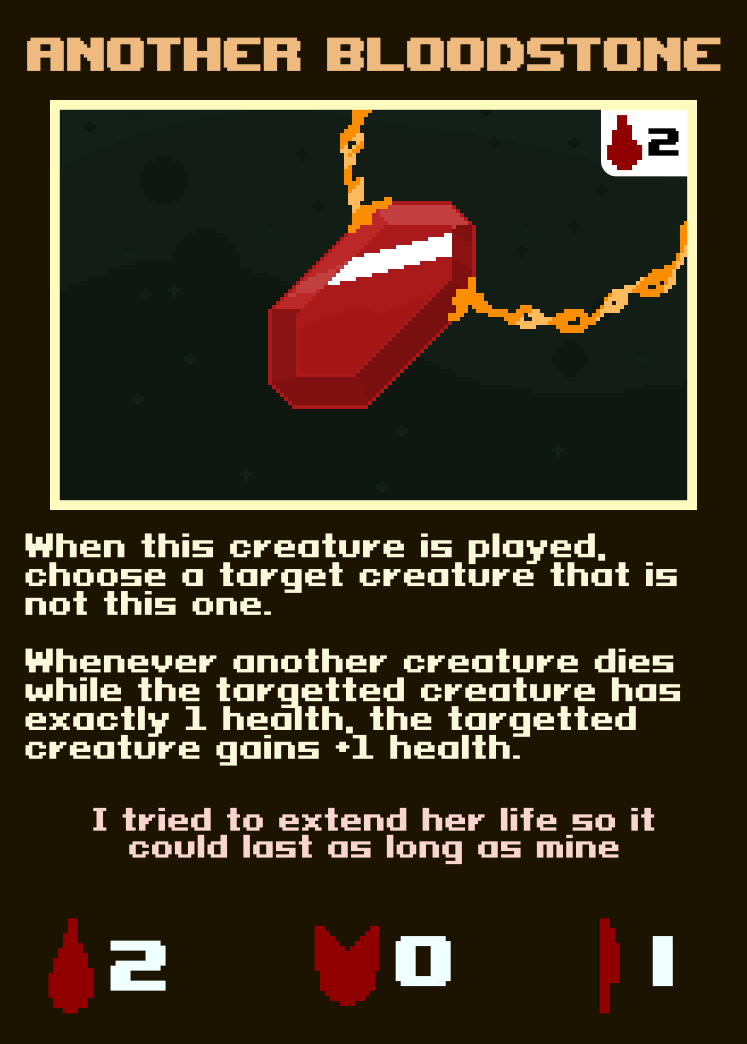 ANOTHER BLOODSTONE
2
When this creature is played,
choose a target creature that is
not this one.
Whenever another creature dies
while the targetted creature has
exactly 1 health, the targetted
creature gains +1 health.
I tried to extend her life so it
could last as long as mine
2 0 1